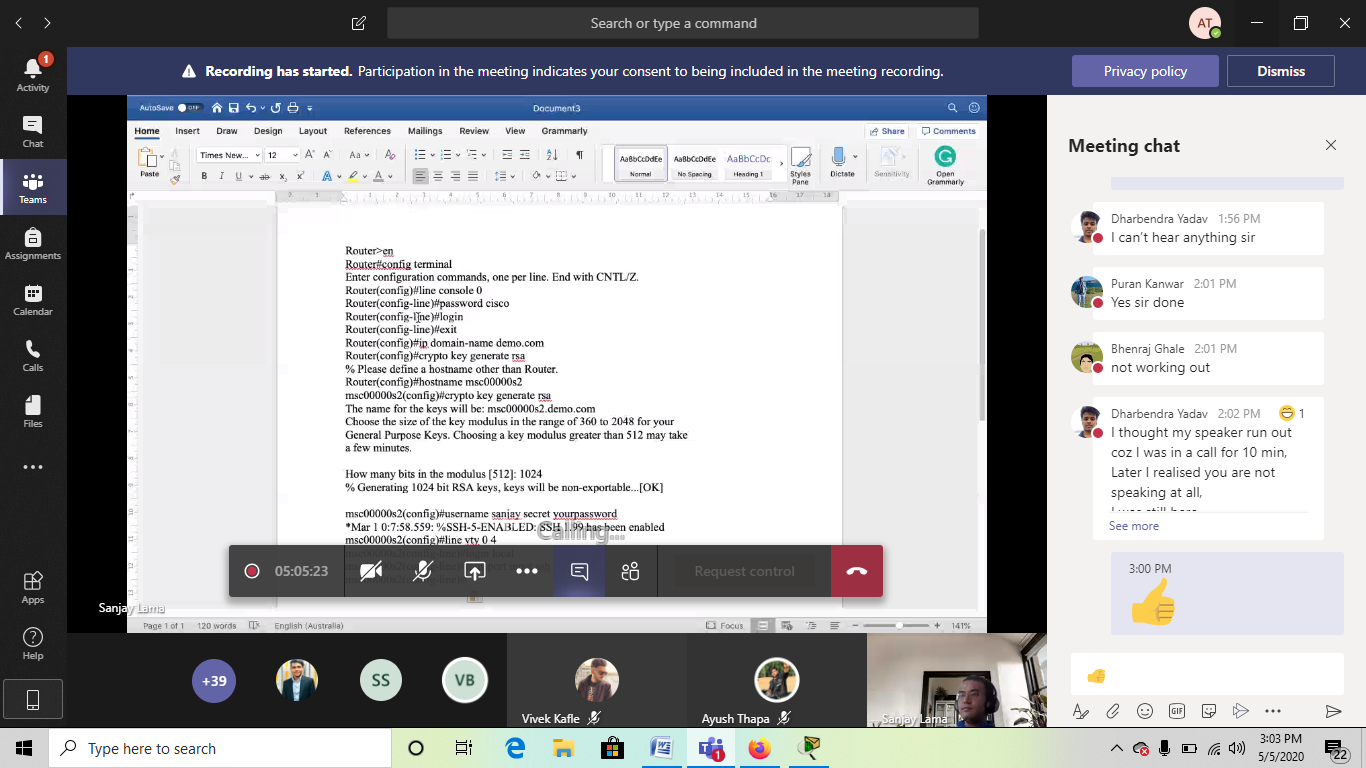 Search or type a command
AT
Recording has started. Participation in the meeting indicates your consent to being included in the meeting recording.
Privacy policy
Dismiss
1
Activity
Chat
Teams
Assignments
Calendar
Calls
Files
Apps
Help
AutoSave OFF
Document3
Home Insert Draw Design Layout References Mailings Review View Grammarly
Share Comments
Paste
Times New... 12
AaBbCcDdEe AaBbCcDdEe AaBbCcDc
Normal No Spacing Heading 1
Styles Pane
Dictate
Sensitivity
Open Grammarly
Router>en
Router#config terminal
Enter configuration commands, one per line. End with CNTL/Z.
Router(config)#line console 0
Router(config-line)#password cisco
Router(config-line)#login
Router(config-line)#exit
Router(config)#ip domain-name demo.com
Router(config)#crypto key generate rsa
% Please define a hostname other than Router.
Router(config)#hostname msc00000s2
msc00000s2(config)#crypto key generate rsa
The name for the keys will be: msc00000s2.demo.com
Choose the size of the key modulus in the range of 360 to 2048 for your
General Purpose Keys. Choosing a key modulus greater than 512 may take
a few minutes.
How many bits in the modulus [512]: 1024
% Generating 1024 bit RSA keys, keys will be non-exportable...[OK]
msc00000s2(config)#username sanjay secret yourpassword
*Mar 1 0:7:58.559: %SSH-5-ENABLED: SSH 1.99 has been enabled
msc00000s2(config)#line vty 0 4
Calling...
05:05:23
Request control
Sanjay Lama
Page 1 of 1 120 words English (Australia)
Focus
141%
+39
SS
VB
Vivek Kafle
Ayush Thapa
Sanjay Lama
Meeting chat
Dharbendra Yadav 1:56 PM
I can't hear anything sir
Puran Kanwar 2:01 PM
Yes sir done
Bhenraj Ghale 2:01 PM
not working out
Dharbendra Yadav 2:02 PM 1
I thought my speaker run out
coz I was in a call for 10 min,
Later I realised you are not
speaking at all,
I was still here
See more
3:00 PM
GIF
Type here to search
1
3:03 PM
5/5/2020
22